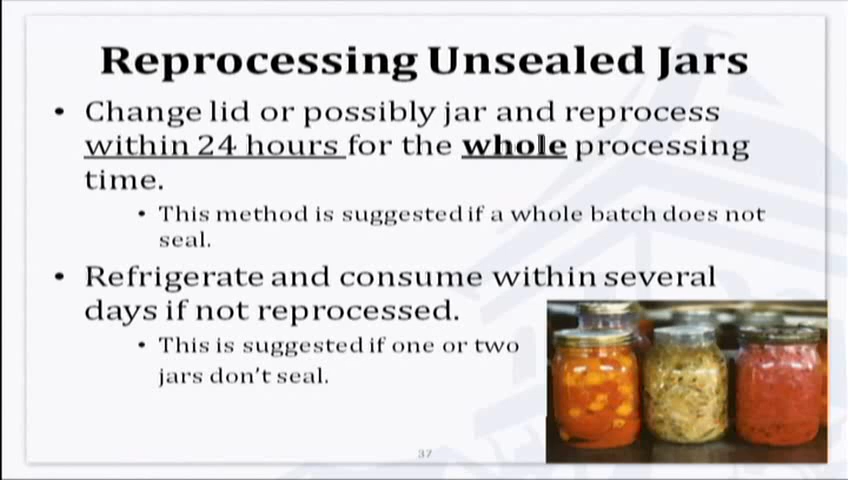 Reprocessing Unsealed Jars
• Change lid or possibly jar and reprocess
within 24 hours for the whole processing
time.
• This method is suggested if a whole batch does not
seal.
• Refrigerate and consume within several
days if not reprocessed.
• This is suggested if one or two
jars don't seal.
37